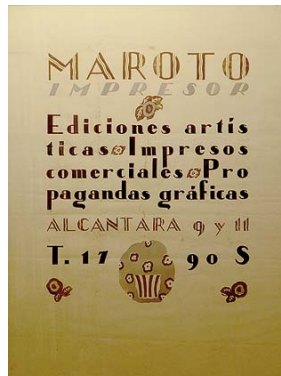 MAROTO
IMPRESOR
Ediciones artís
ticas Impresos
comerciales Pro
pagandas gráficas
ALCANTARA 9 y 11
T. 17 90 S